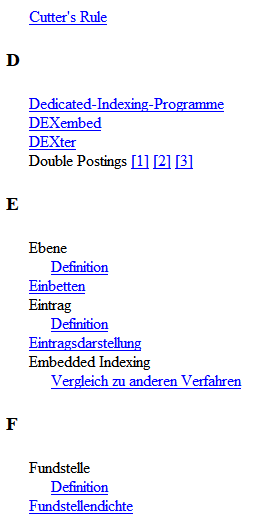 Cutter's Rule
D
Dedicated-Indexing-Programme
DEXembed
DEXter
Double Postings [1] [2] [3]
E
Ebene
Definition
Einbetten
Eintrag
Definition
Eintragsdarstellung
Embedded Indexing
Vergleich zu anderen Verfahren
F
Fundstelle
Definition
Fundstellendichte